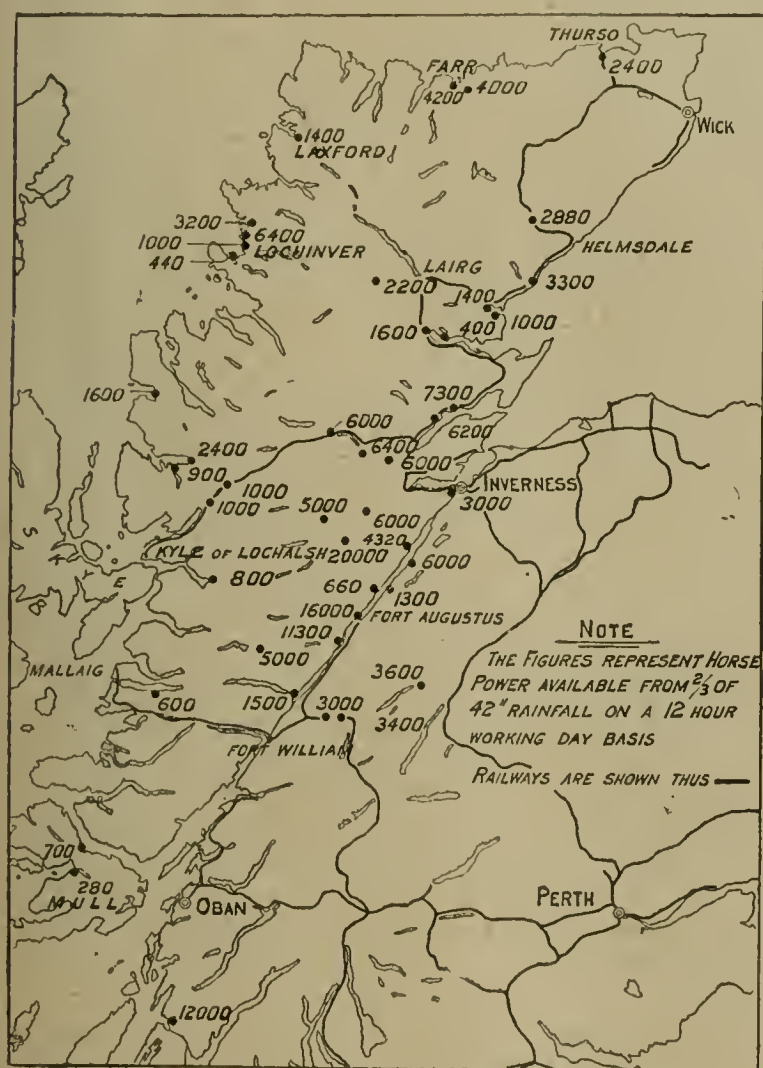 THURSO
2400
FARR
4200
4000
WICK
1400
LAXFORD
3200
6400
1000
LOCHINVER
440
2880
HELMSDALE
LAIRG
2200
3300
1400
1000
400
1600
1600
7300
6200
6000
6400
6000
2400
900
1000
1000
INVERNESS
3000
5000
6000
4320
KYLE OF LOCHALSH
20000
6000
SKYE
800
660
1300
16000
FORT AUGUSTUS
11300
5000
MALLAIG
600
1500
3000
3600
3400
FORT WILLIAM
NOTE
THE FIGURES REPRESENT HORSE
POWER AVAILABLE FROM 2/3 OF
42" RAINFALL ON A 12 HOUR
WORKING DAY BASIS
RAILWAYS ARE SHOWN THUS
700
280
MULL
OBAN
PERTH
12000